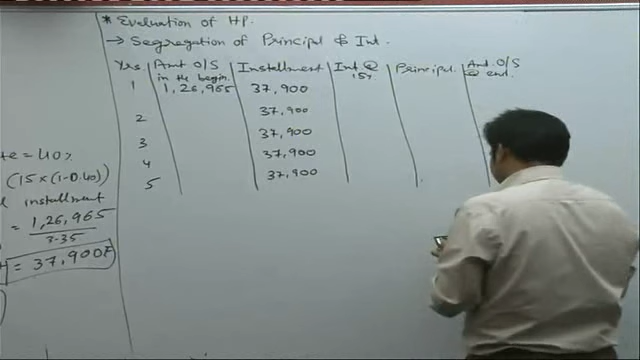 * Evaluation of HP.
→ Segregation of Principal & Int.
Yrs. Amt O/S in the begin. Installment Int @ 15% Principal. Amt. O/S @ end.
1 1,26,965 37,900
2 37,900
3 37,900
4 37,900
5 37,900
te = 40%
(15×(1-0.40)
l installment
= 1,26,965
3.35
= 37,900₹